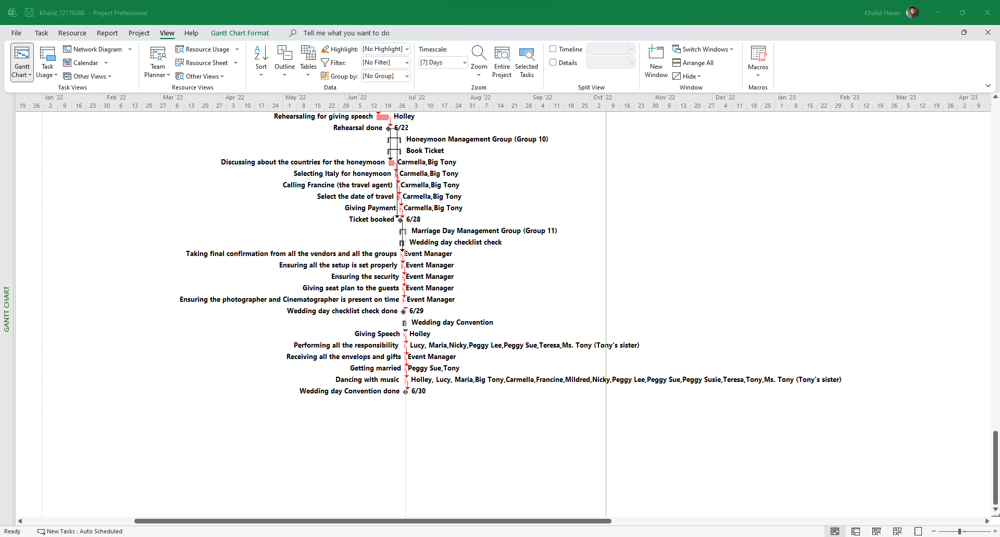 Khalid_12176368 - Project Professional
Khalid Hasan
File Task Resource Report Project View Help Gantt Chart Format Tell me what you want to do
Gantt Chart
Task Usage
Network Diagram
Calendar
Other Views
Task Views
Team Planner
Resource Usage
Resource Sheet
Other Views
Resource Views
Sort
Outline
Tables
Highlight: [No Highlight]
Filter: [No Filter]
Group by: [No Group]
Data
Timescale:
[7] Days
Zoom
Entire Project
Selected Tasks
Zoom
Timeline
Details
Split View
New Window
Switch Windows
Arrange All
Hide
Window
Macros
Macros
Jan '22 Feb '22 Mar '22 Apr '22 May '22 Jun '22 Jul '22 Aug '22 Sep '22 Oct '22 Nov '22 Dec '22 Jan '23 Feb '23 Mar '23 Apr '23
19 26 2 9 16 23 30 6 13 20 27 6 13 20 27 3 10 17 24 1 8 15 22 29 5 12 19 26 3 10 17 24 31 7 14 21 28 4 11 18 25 2 9 16 23 30 6 13 20 27 4 11 18 25 1 8 15 22 29 5 12 19 26 5 12 19 26 2 9
Rehearsaling for giving speech Holley
Rehearsal done 6/22
Honeymoon Management Group (Group 10)
Book Ticket
Discussing about the countries for the honeymoon Carmella,Big Tony
Selecting Italy for honeymoon Carmella,Big Tony
Calling Francine (the travel agent) Carmella,Big Tony
Select the date of travel Carmella,Big Tony
Giving Payment Carmella,Big Tony
Ticket booked 6/28
Marriage Day Management Group (Group 11)
Wedding day checklist check
Taking final confirmation from all the vendors and all the groups Event Manager
Ensuring all the setup is set properly Event Manager
Ensuring the security Event Manager
Giving seat plan to the guests Event Manager
Ensuring the photographer and Cinematographer is present on time Event Manager
Wedding day checklist check done 6/29
Wedding day Convention
Giving Speech Holley
Performing all the responsibility Lucy, Maria,Nicky,Peggy Lee,Peggy Sue,Teresa,Ms. Tony (Tony's sister)
Receiving all the envelops and gifts Event Manager
Getting married Peggy Sue,Tony
Dancing with music Holley, Lucy, Maria,Big Tony,Carmella,Francine,Mildred,Nicky,Peggy Lee,Peggy Sue,Peggy Susie,Teresa,Tony,Ms. Tony (Tony's sister)
Wedding day Convention done 6/30
GANTT CHART
Ready New Tasks : Auto Scheduled